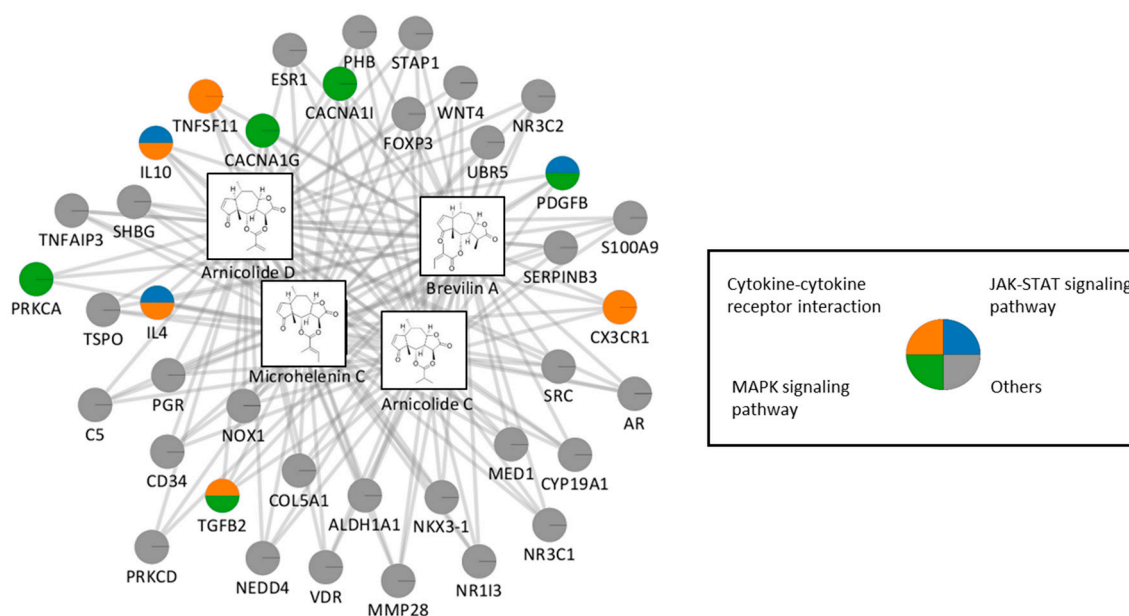 PHB
STAP1
ESR1
CACNA1I
WNT4
TNFSF11
NR3C2
FOXP3
CACNA1G
IL10
UBR5
PDGFB
SHBG
TNFAIP3
S100A9
SERPINB3
Arnicolide D
Brevilin A
PRKCA
TSPO
IL4
CX3CR1
Microhelenin C
Arnicolide C
SRC
PGR
AR
C5
NOX1
CD34
MED1
CYP19A1
COL5A1
TGFB2
ALDH1A1
NKX3-1
NR3C1
PRKCD
NEDD4
VDR
NR1I3
MMP28
Cytokine-cytokine
receptor interaction
JAK-STAT signaling
pathway
MAPK signaling
pathway
Others